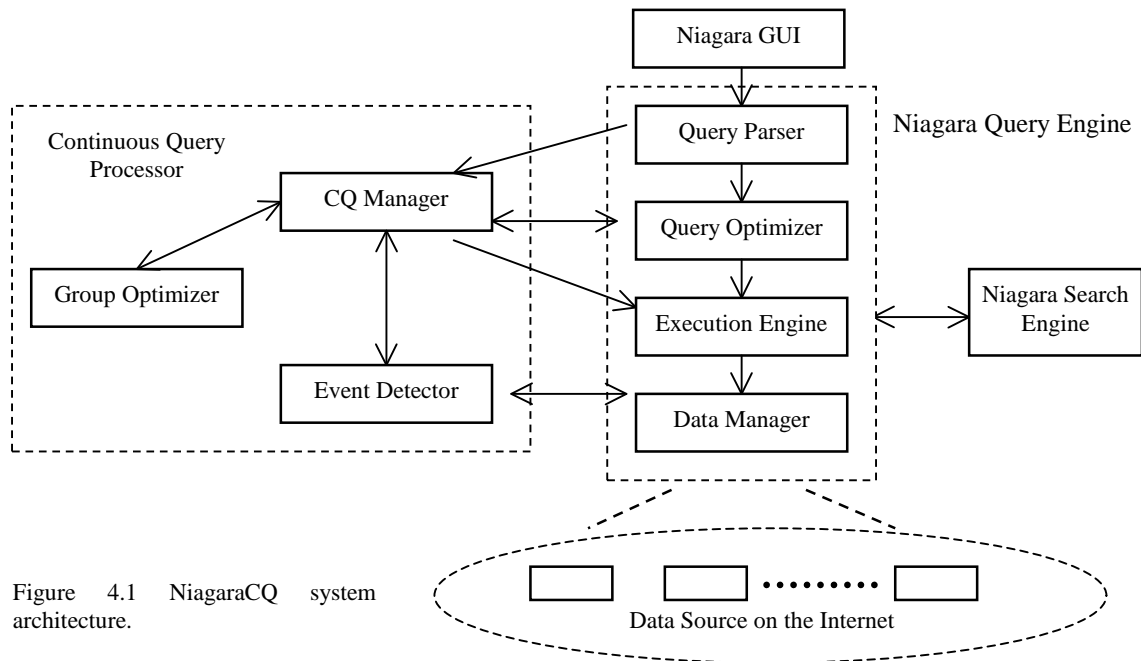 Niagara GUI
Continuous Query
Processor
Query Parser
Niagara Query Engine
CQ Manager
Query Optimizer
Group Optimizer
Execution Engine
Niagara Search
Engine
Event Detector
Data Manager
Figure 4.1 NiagaraCQ system
architecture.
Data Source on the Internet